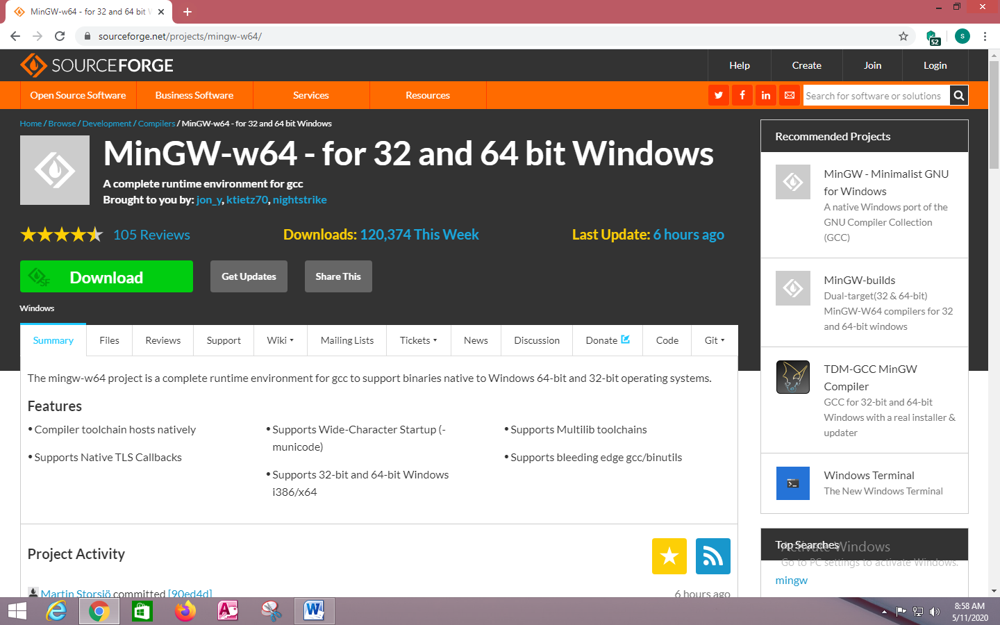 MinGW-w64 - for 32 and 64 bit
sourceforge.net/projects/mingw-w64/
52
S
SOURCEFORGE
Help
Create
Join
Login
Open Source Software
Business Software
Services
Resources
Search for software or solutions
Home / Browse / Development / Compilers / MinGW-w64 - for 32 and 64 bit Windows
MinGW-w64 - for 32 and 64 bit Windows
A complete runtime environment for gcc
Brought to you by: jon_y, ktietz70, nightstrike
105 Reviews
Downloads: 120,374 This Week
Last Update: 6 hours ago
SF
Download
Get Updates
Share This
Windows
Summary
Files
Reviews
Support
Wiki
Mailing Lists
Tickets
News
Discussion
Donate
Code
Git
The mingw-w64 project is a complete runtime environment for gcc to support binaries native to Windows 64-bit and 32-bit operating systems.
Features
• Compiler toolchain hosts natively
• Supports Native TLS Callbacks
• Supports Wide-Character Startup (-
municode)
• Supports 32-bit and 64-bit Windows
i386/x64
• Supports Multilib toolchains
• Supports bleeding edge gcc/binutils
Project Activity
Martin Storsjö committed [90ed4d]
6 hours ago
Recommended Projects
MinGW - Minimalist GNU
for Windows
A native Windows port of the
GNU Compiler Collection
(GCC)
MinGW-builds
Dual-target(32 & 64-bit)
MinGW-W64 compilers for 32
and 64-bit windows
TDM-GCC MinGW
Compiler
GCC for 32-bit and 64-bit
Windows with a real installer &
updater
Windows Terminal
The New Windows Terminal
Top Searches
Activate Windows
Go to PC settings to activate Windows.
mingw
8:58 AM
5/11/2020